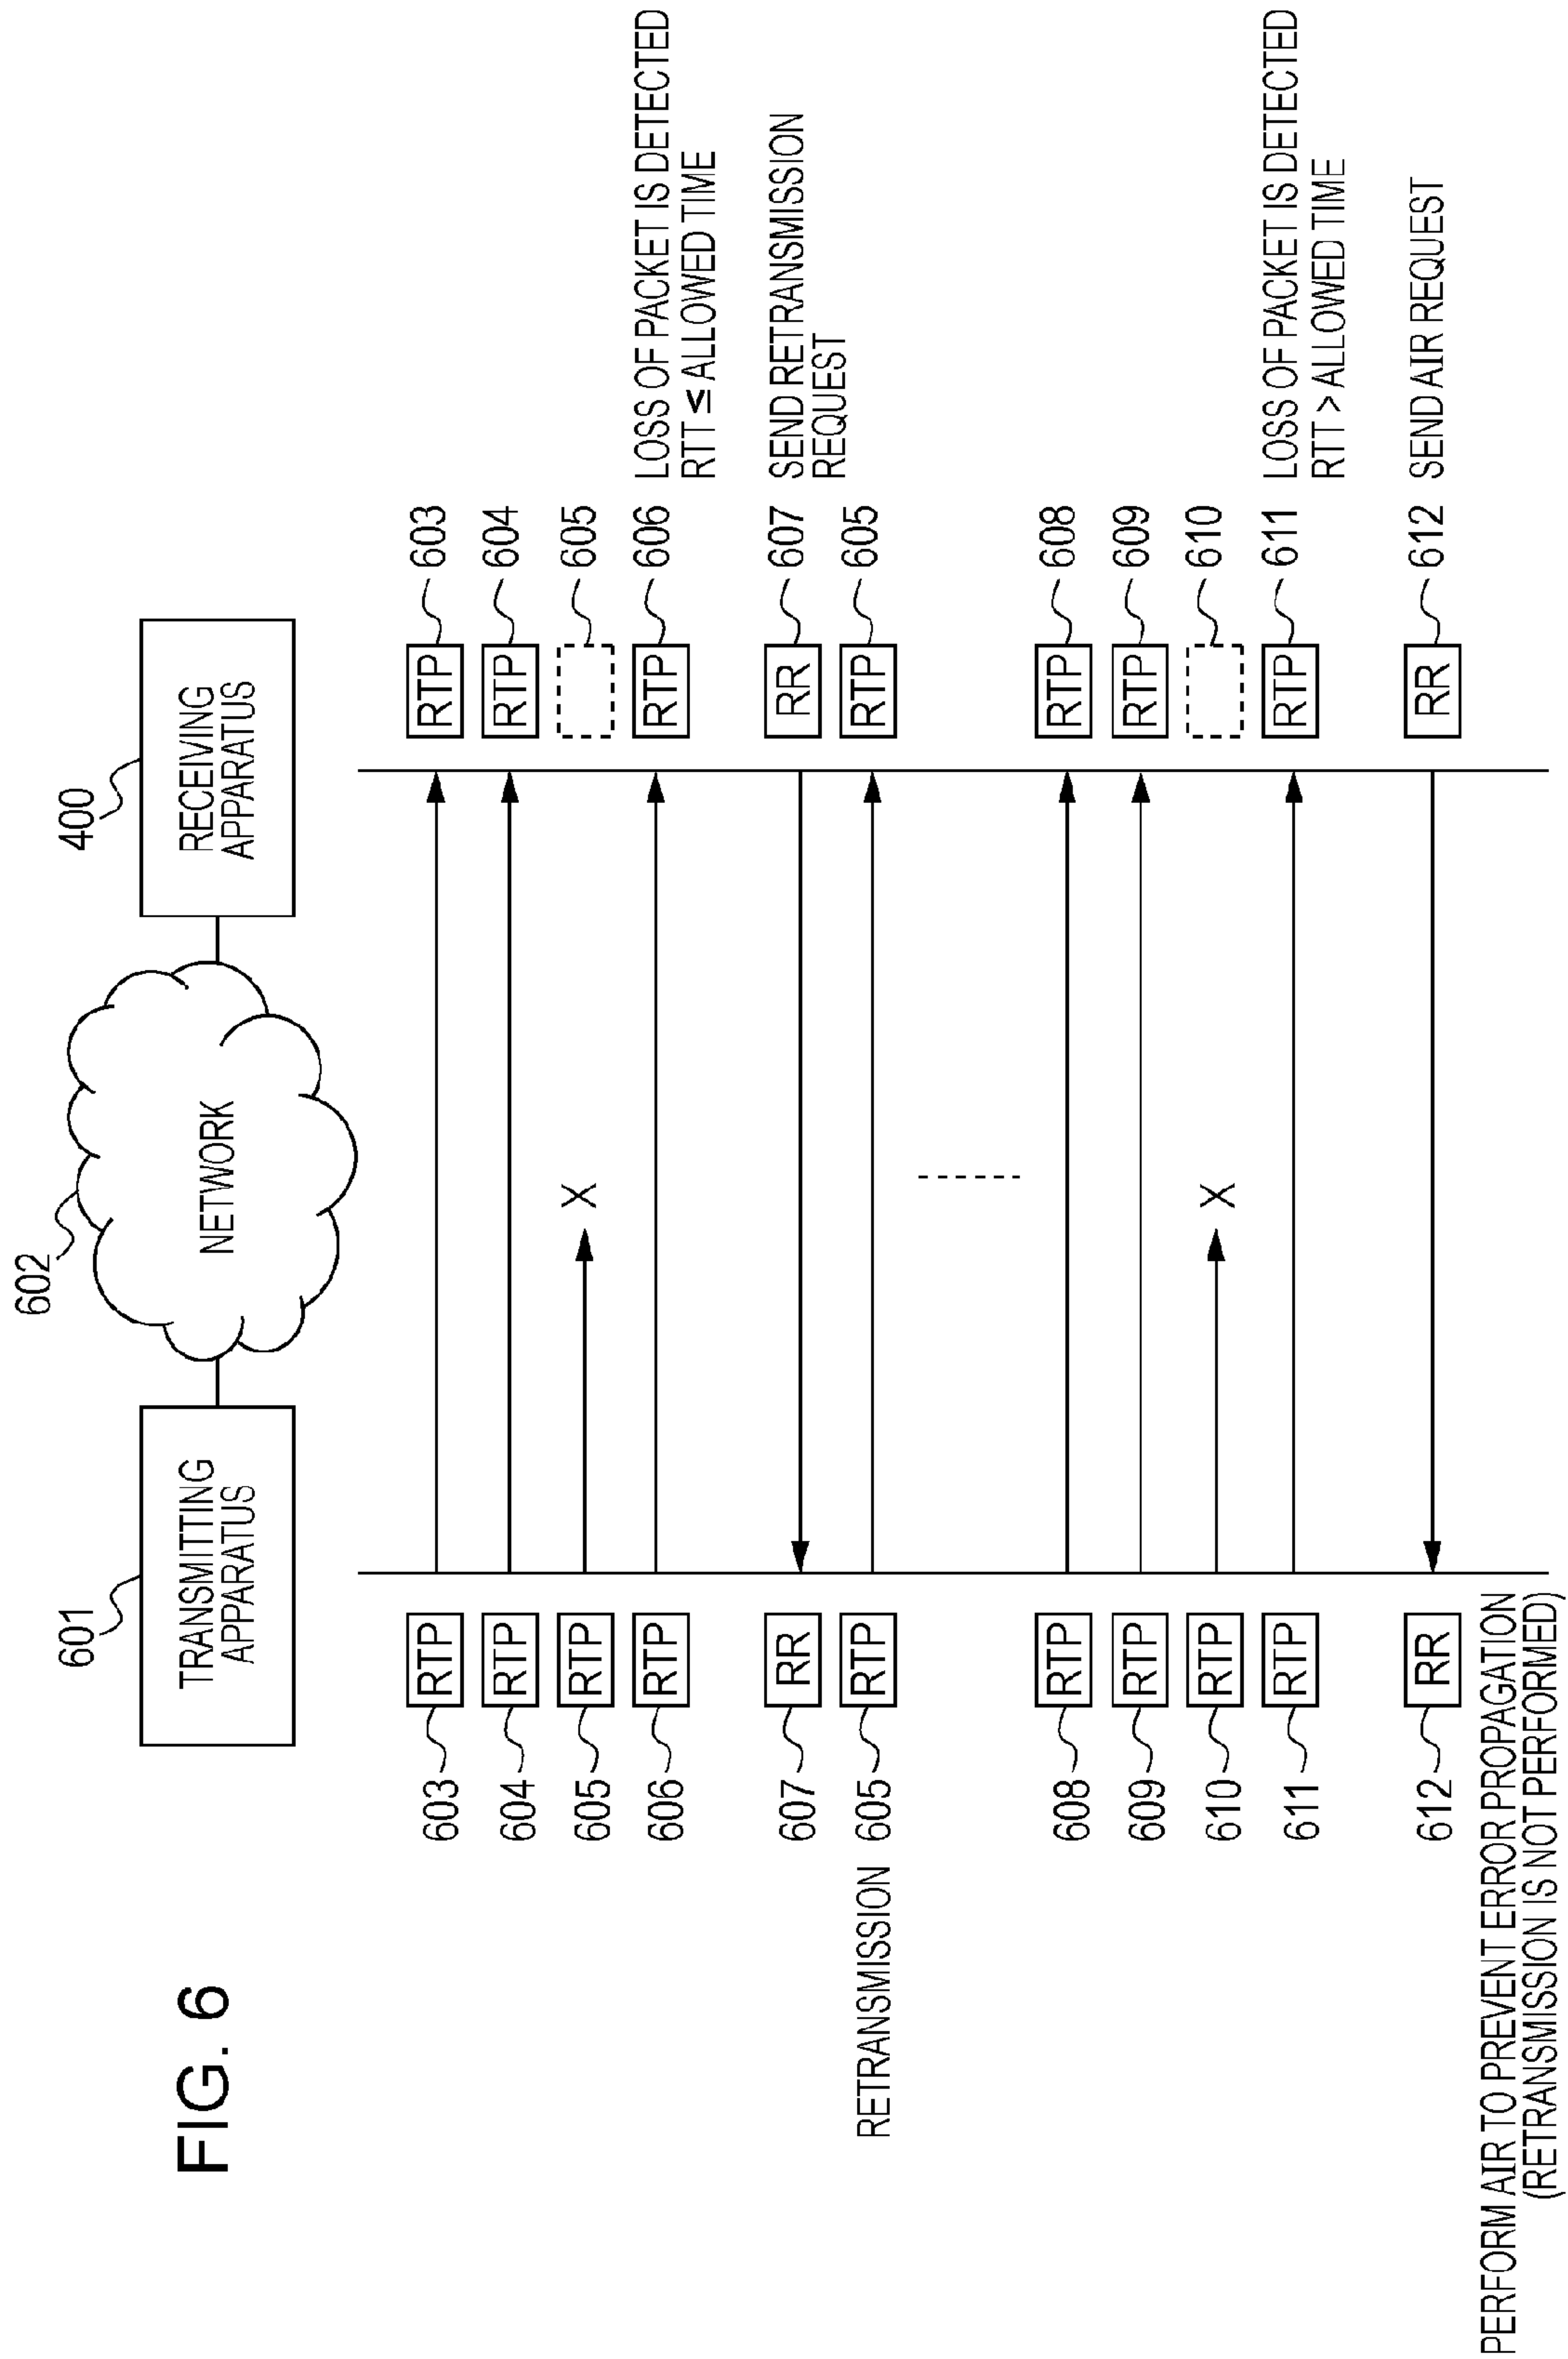 FIG. 6
601
TRANSMITTING
APPARATUS
602
NETWORK
400
RECEIVING
APPARATUS
603 RTP RTP 603
604 RTP RTP 604
605 RTP X 605
606 RTP RTP 606 LOSS OF PACKET IS DETECTED
RTT ≤ ALLOWED TIME
607 RR RR 607 SEND RETRANSMISSION
REQUEST
RETRANSMISSION 605 RTP RTP 605
608 RTP RTP 608
609 RTP RTP 609
610 RTP X 610
611 RTP RTP 611 LOSS OF PACKET IS DETECTED
RTT > ALLOWED TIME
612 RR RR 612 SEND AIR REQUEST
PERFORM AIR TO PREVENT ERROR PROPAGATION
(RETRANSMISSION IS NOT PERFORMED)